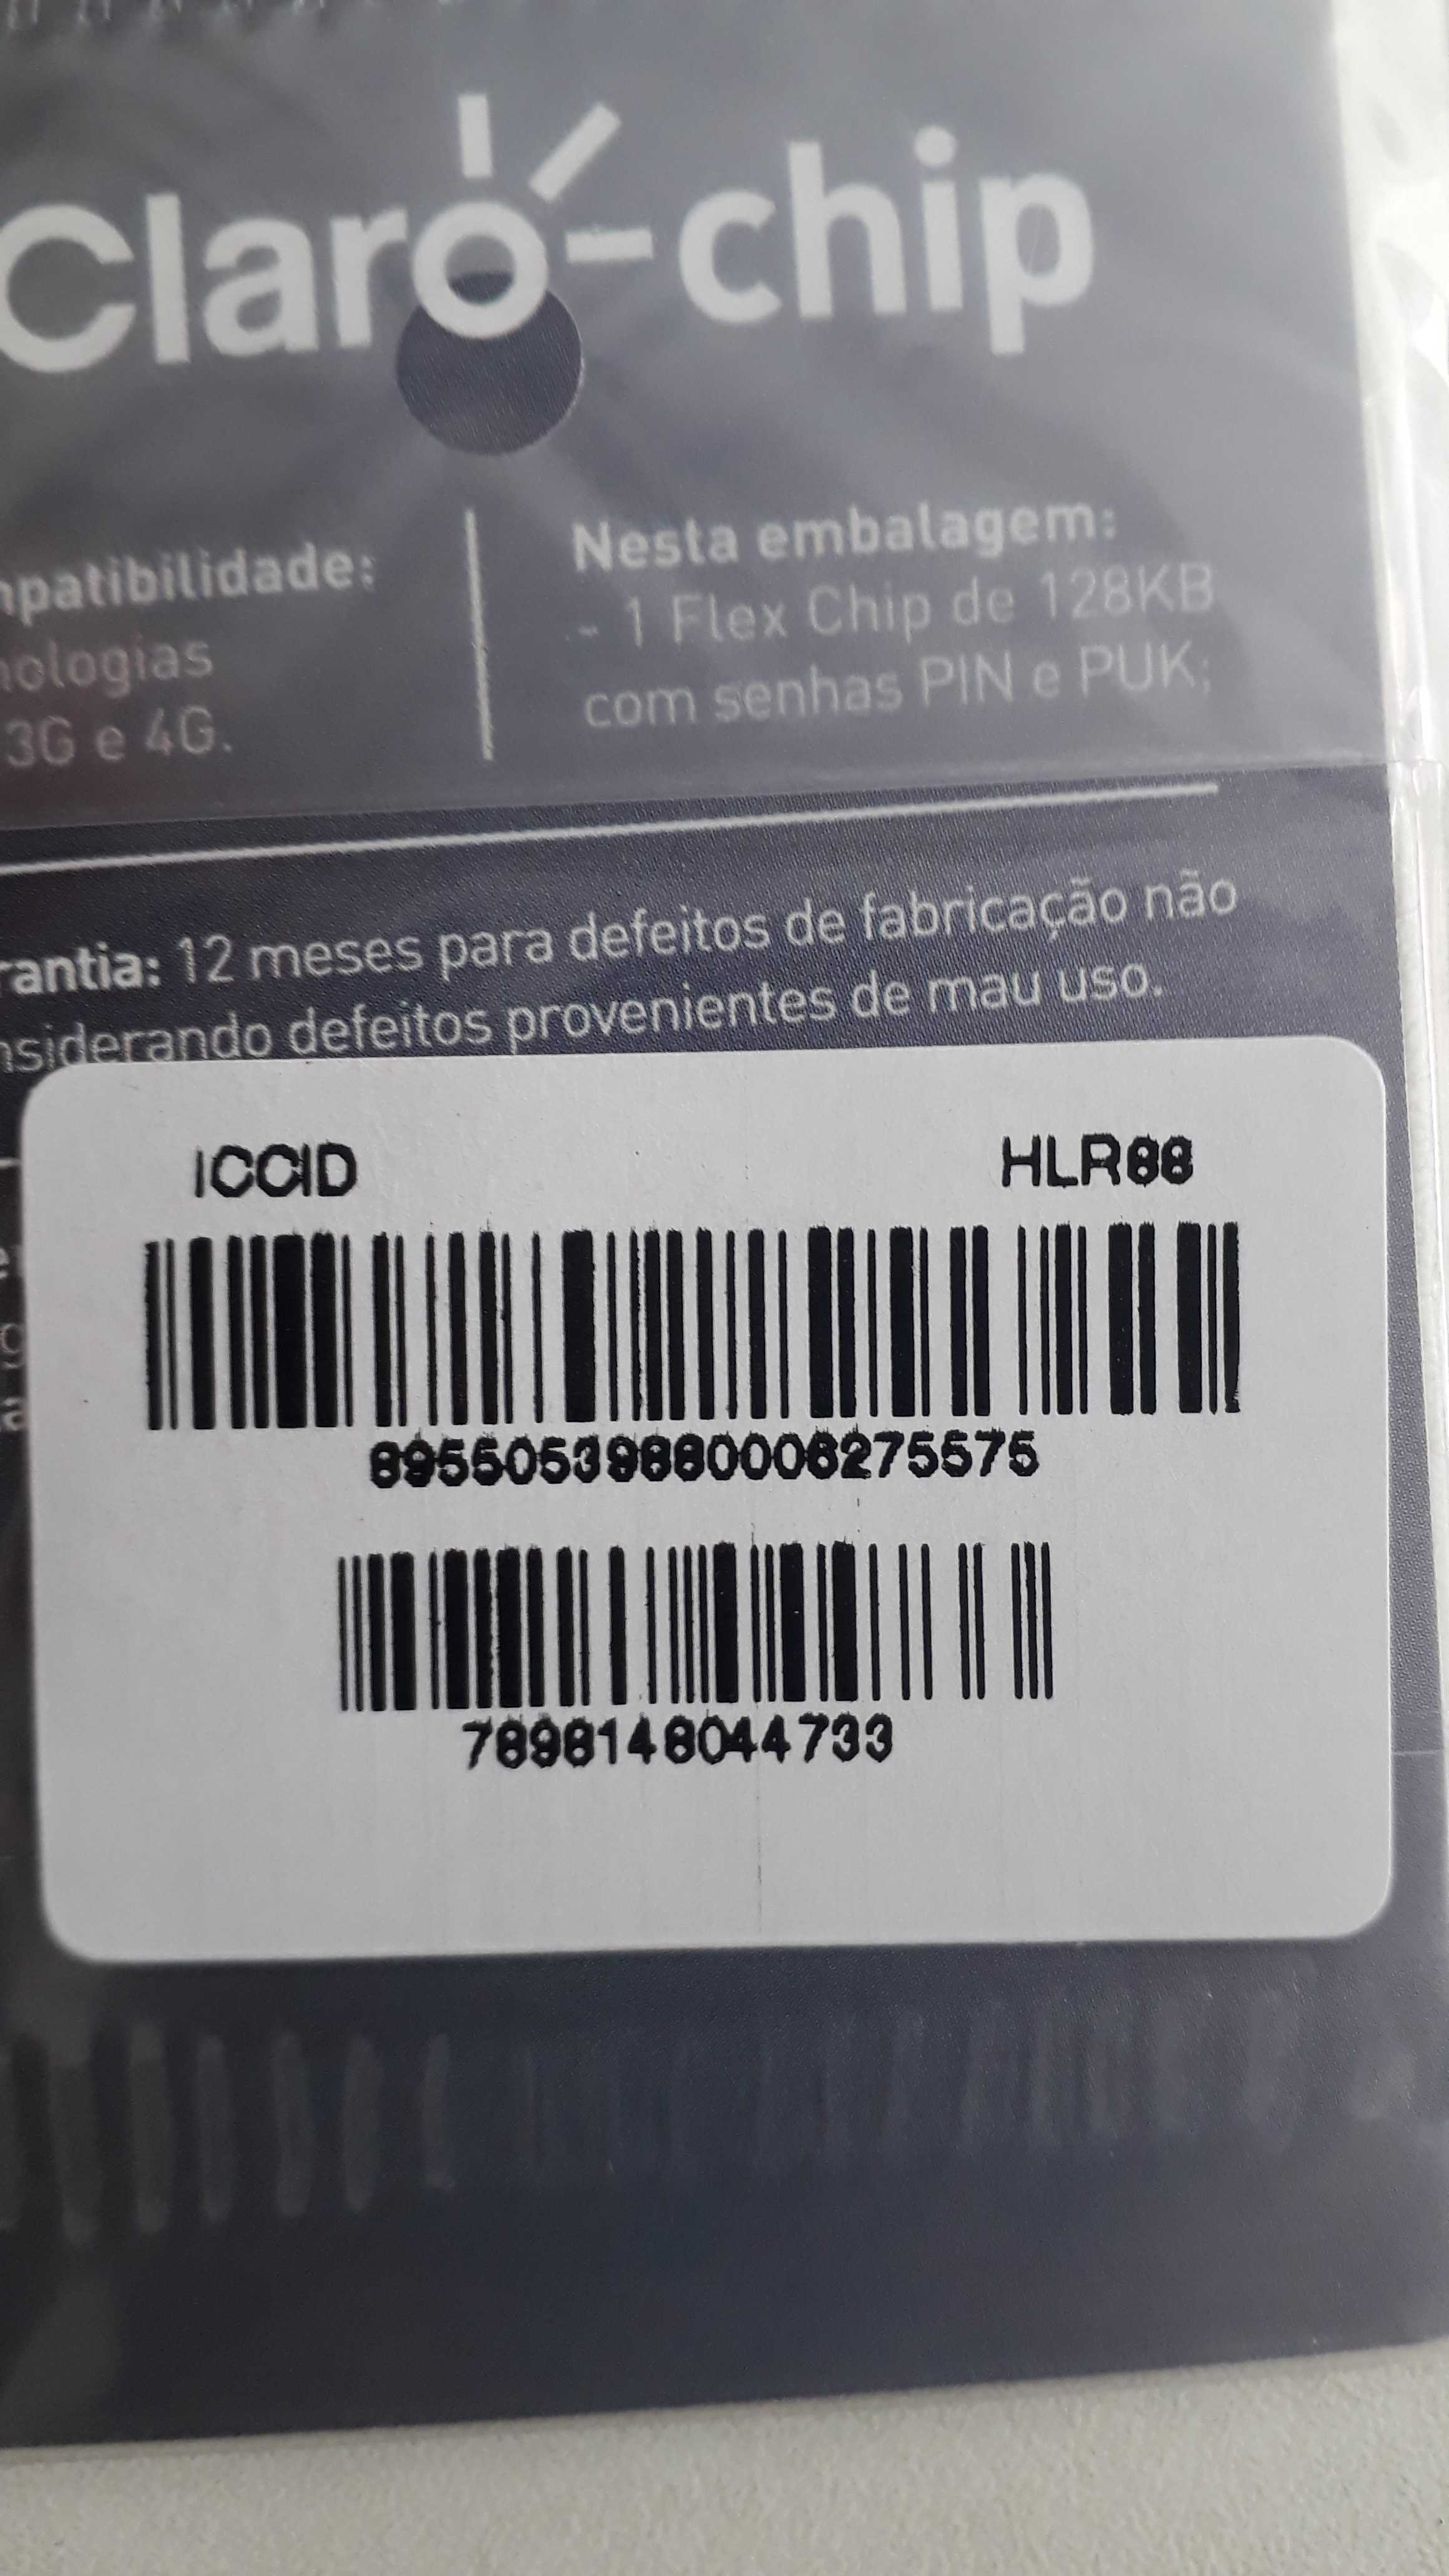 Claro-chip
mpatibilidade:
nologias
3G e 4G.
Nesta embalagem:
- 1 Flex Chip de 128KB
com senhas PIN e PUK;
rantia: 12 meses para defeitos de fabricação não
nsiderando defeitos provenientes de mau uso.
ICCID HLR88
89550539880006275575
7898148044733